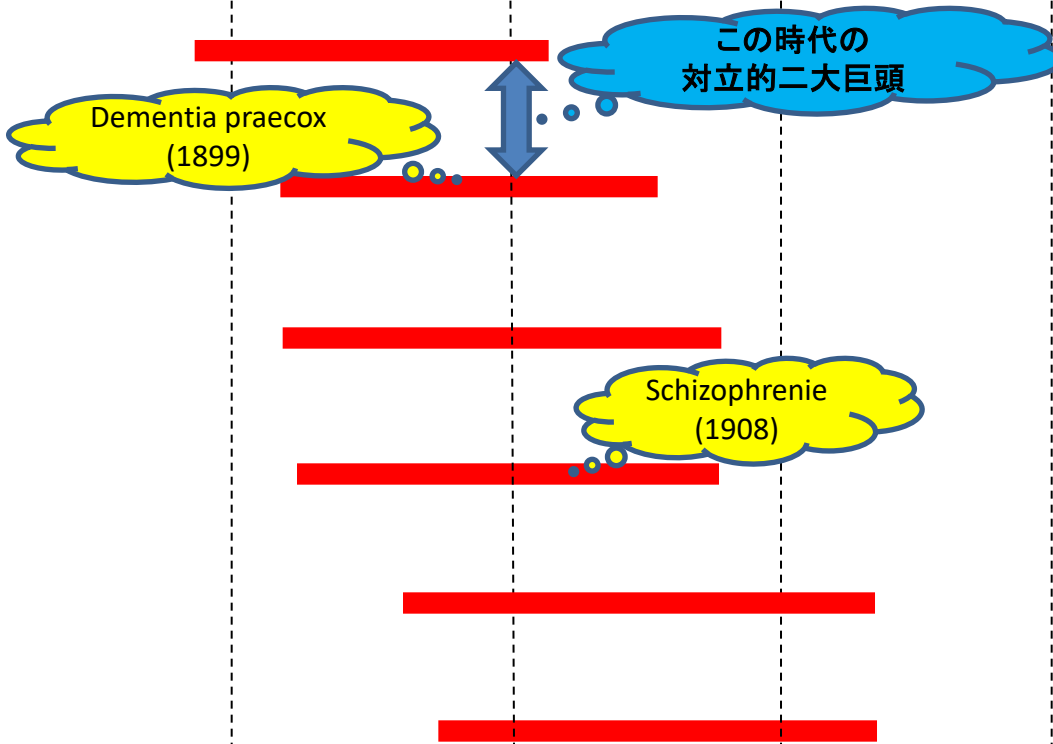 この時代の
対立的二大巨頭
Dementia praecox
(1899)
Schizophrenie
(1908)